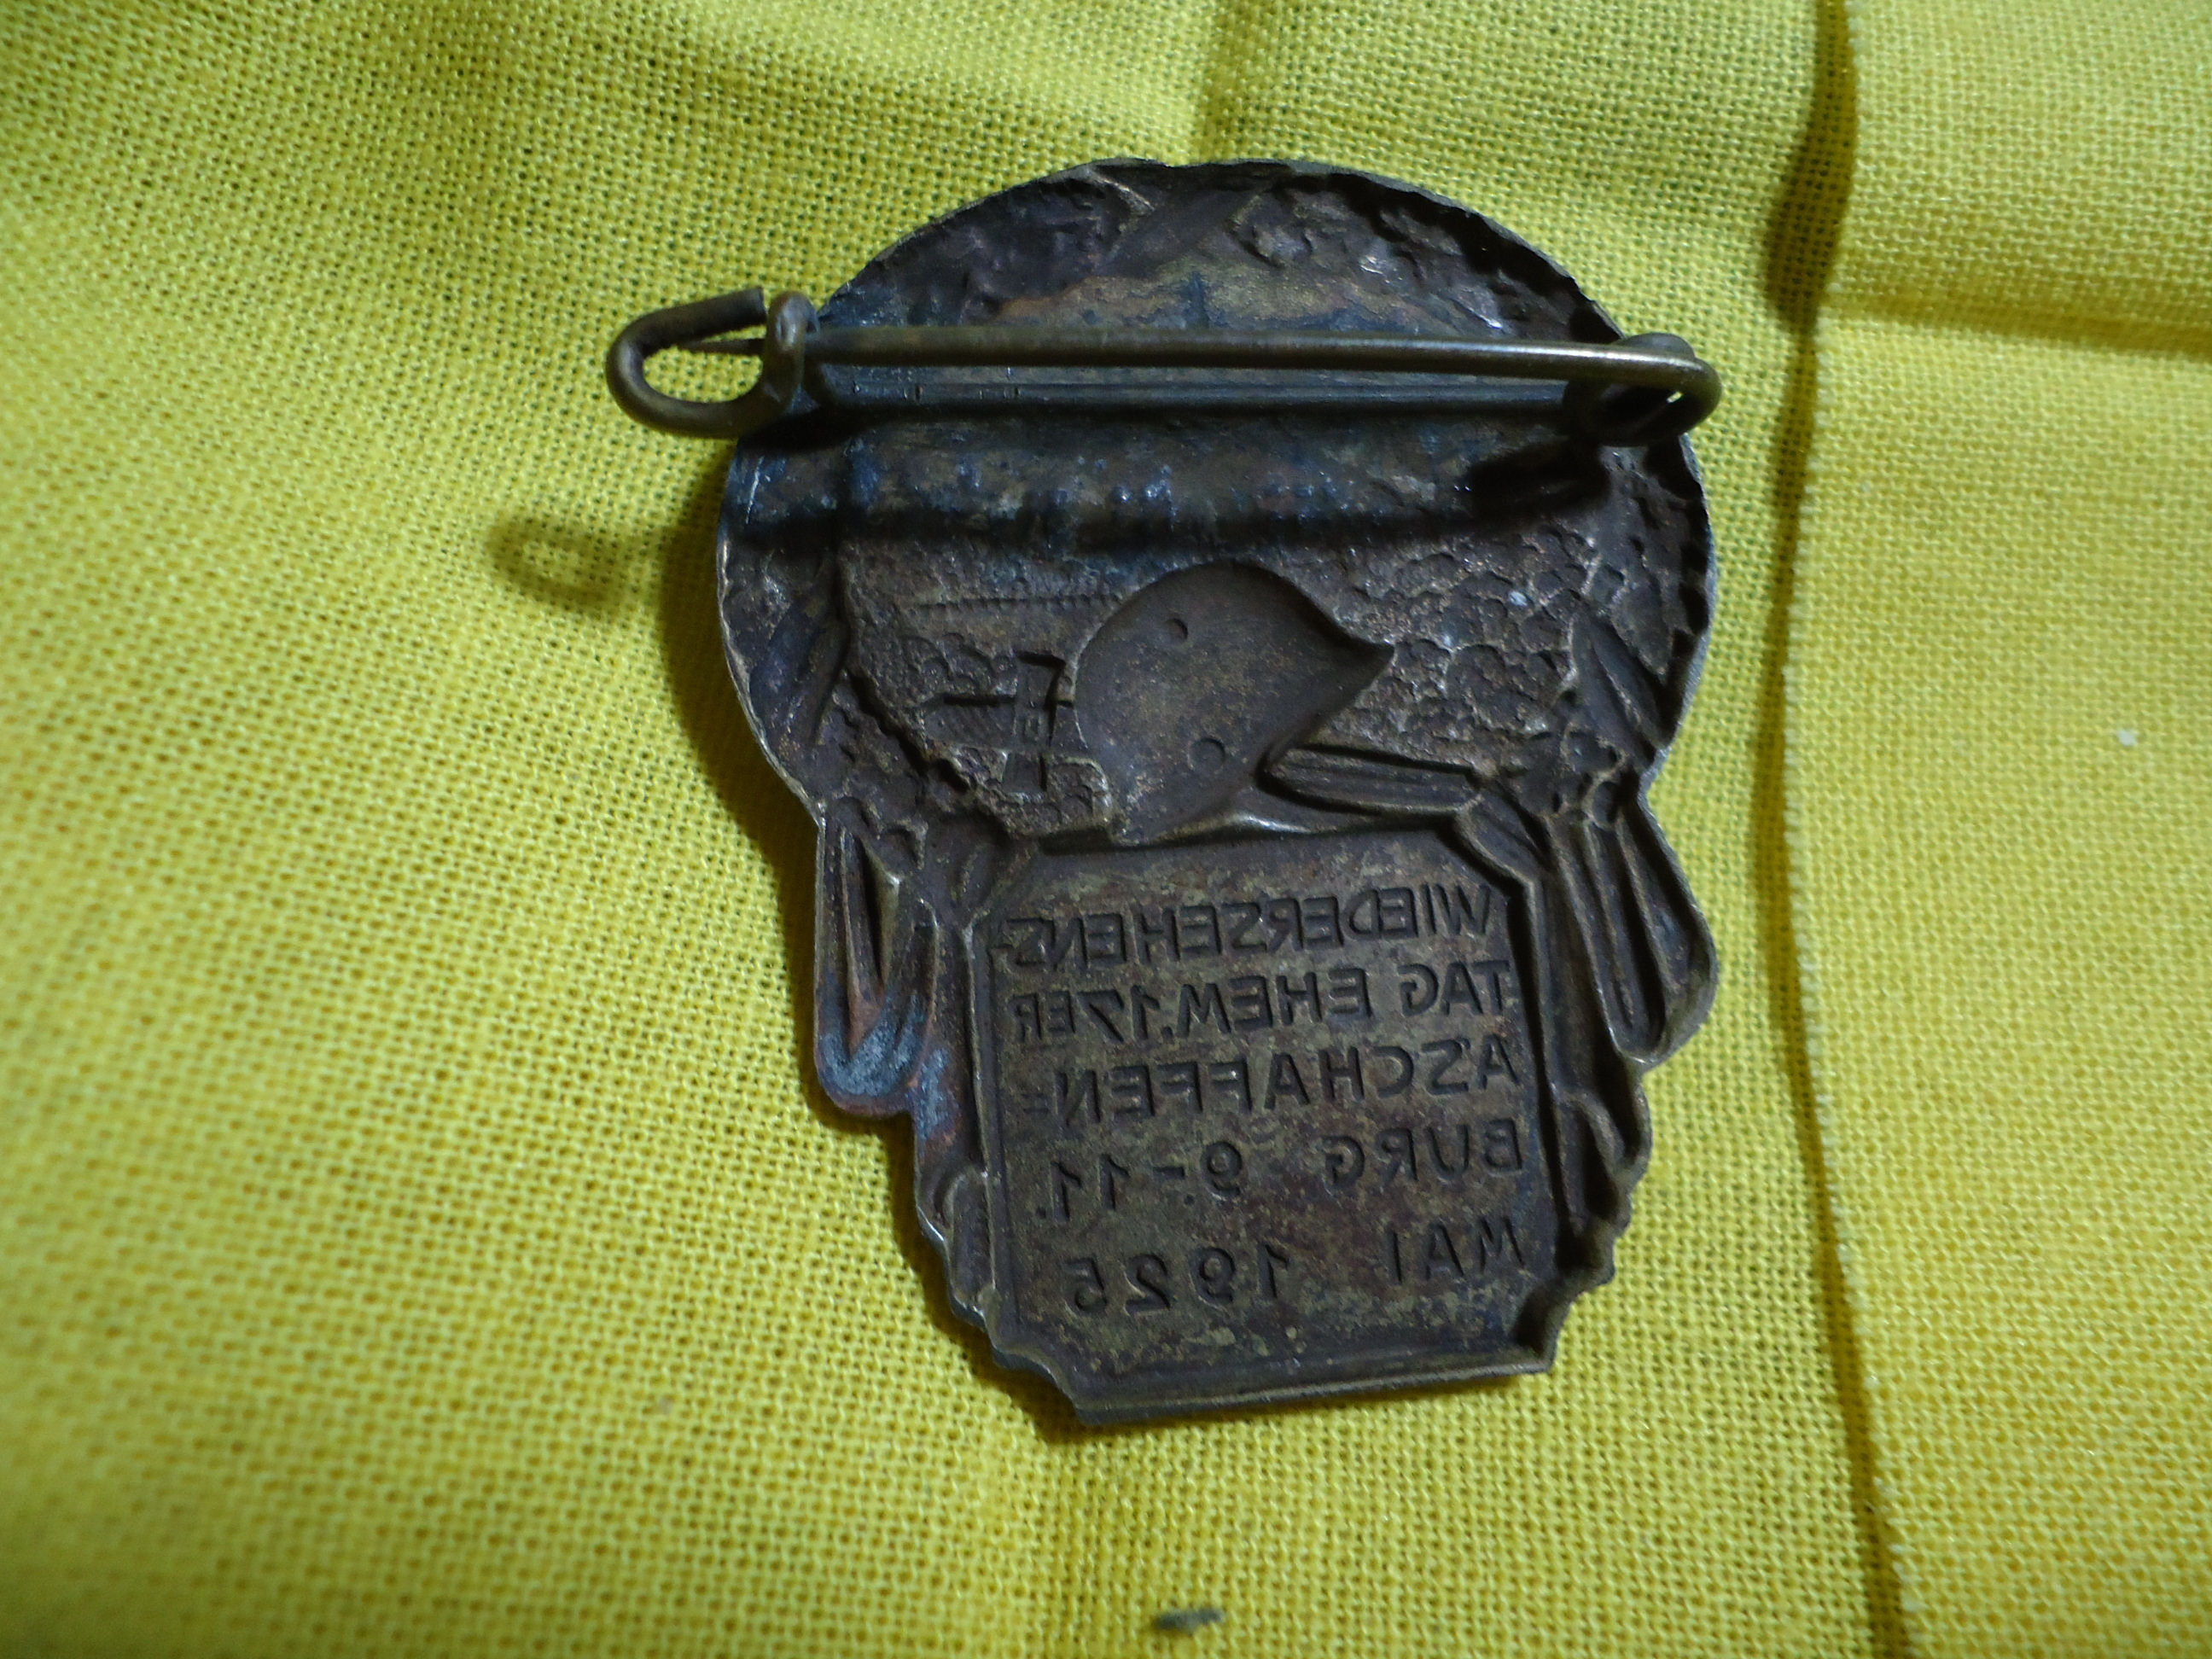 WIEDERSEHENS-
TAG EHEM. 17ER
ASCHAFFEN=
BURG 9.-11.
MAI 1925